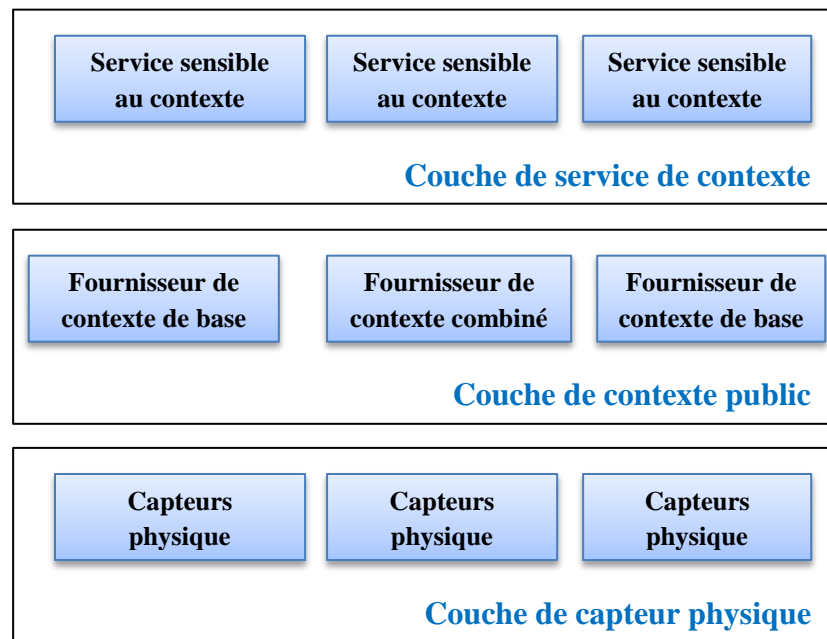 Service sensible
au contexte
Service sensible
au contexte
Service sensible
au contexte
Couche de service de contexte
Fournisseur de
contexte de base
Fournisseur de
contexte combiné
Fournisseur de
contexte de base
Couche de contexte public
Capteurs
physique
Capteurs
physique
Capteurs
physique
Couche de capteur physique